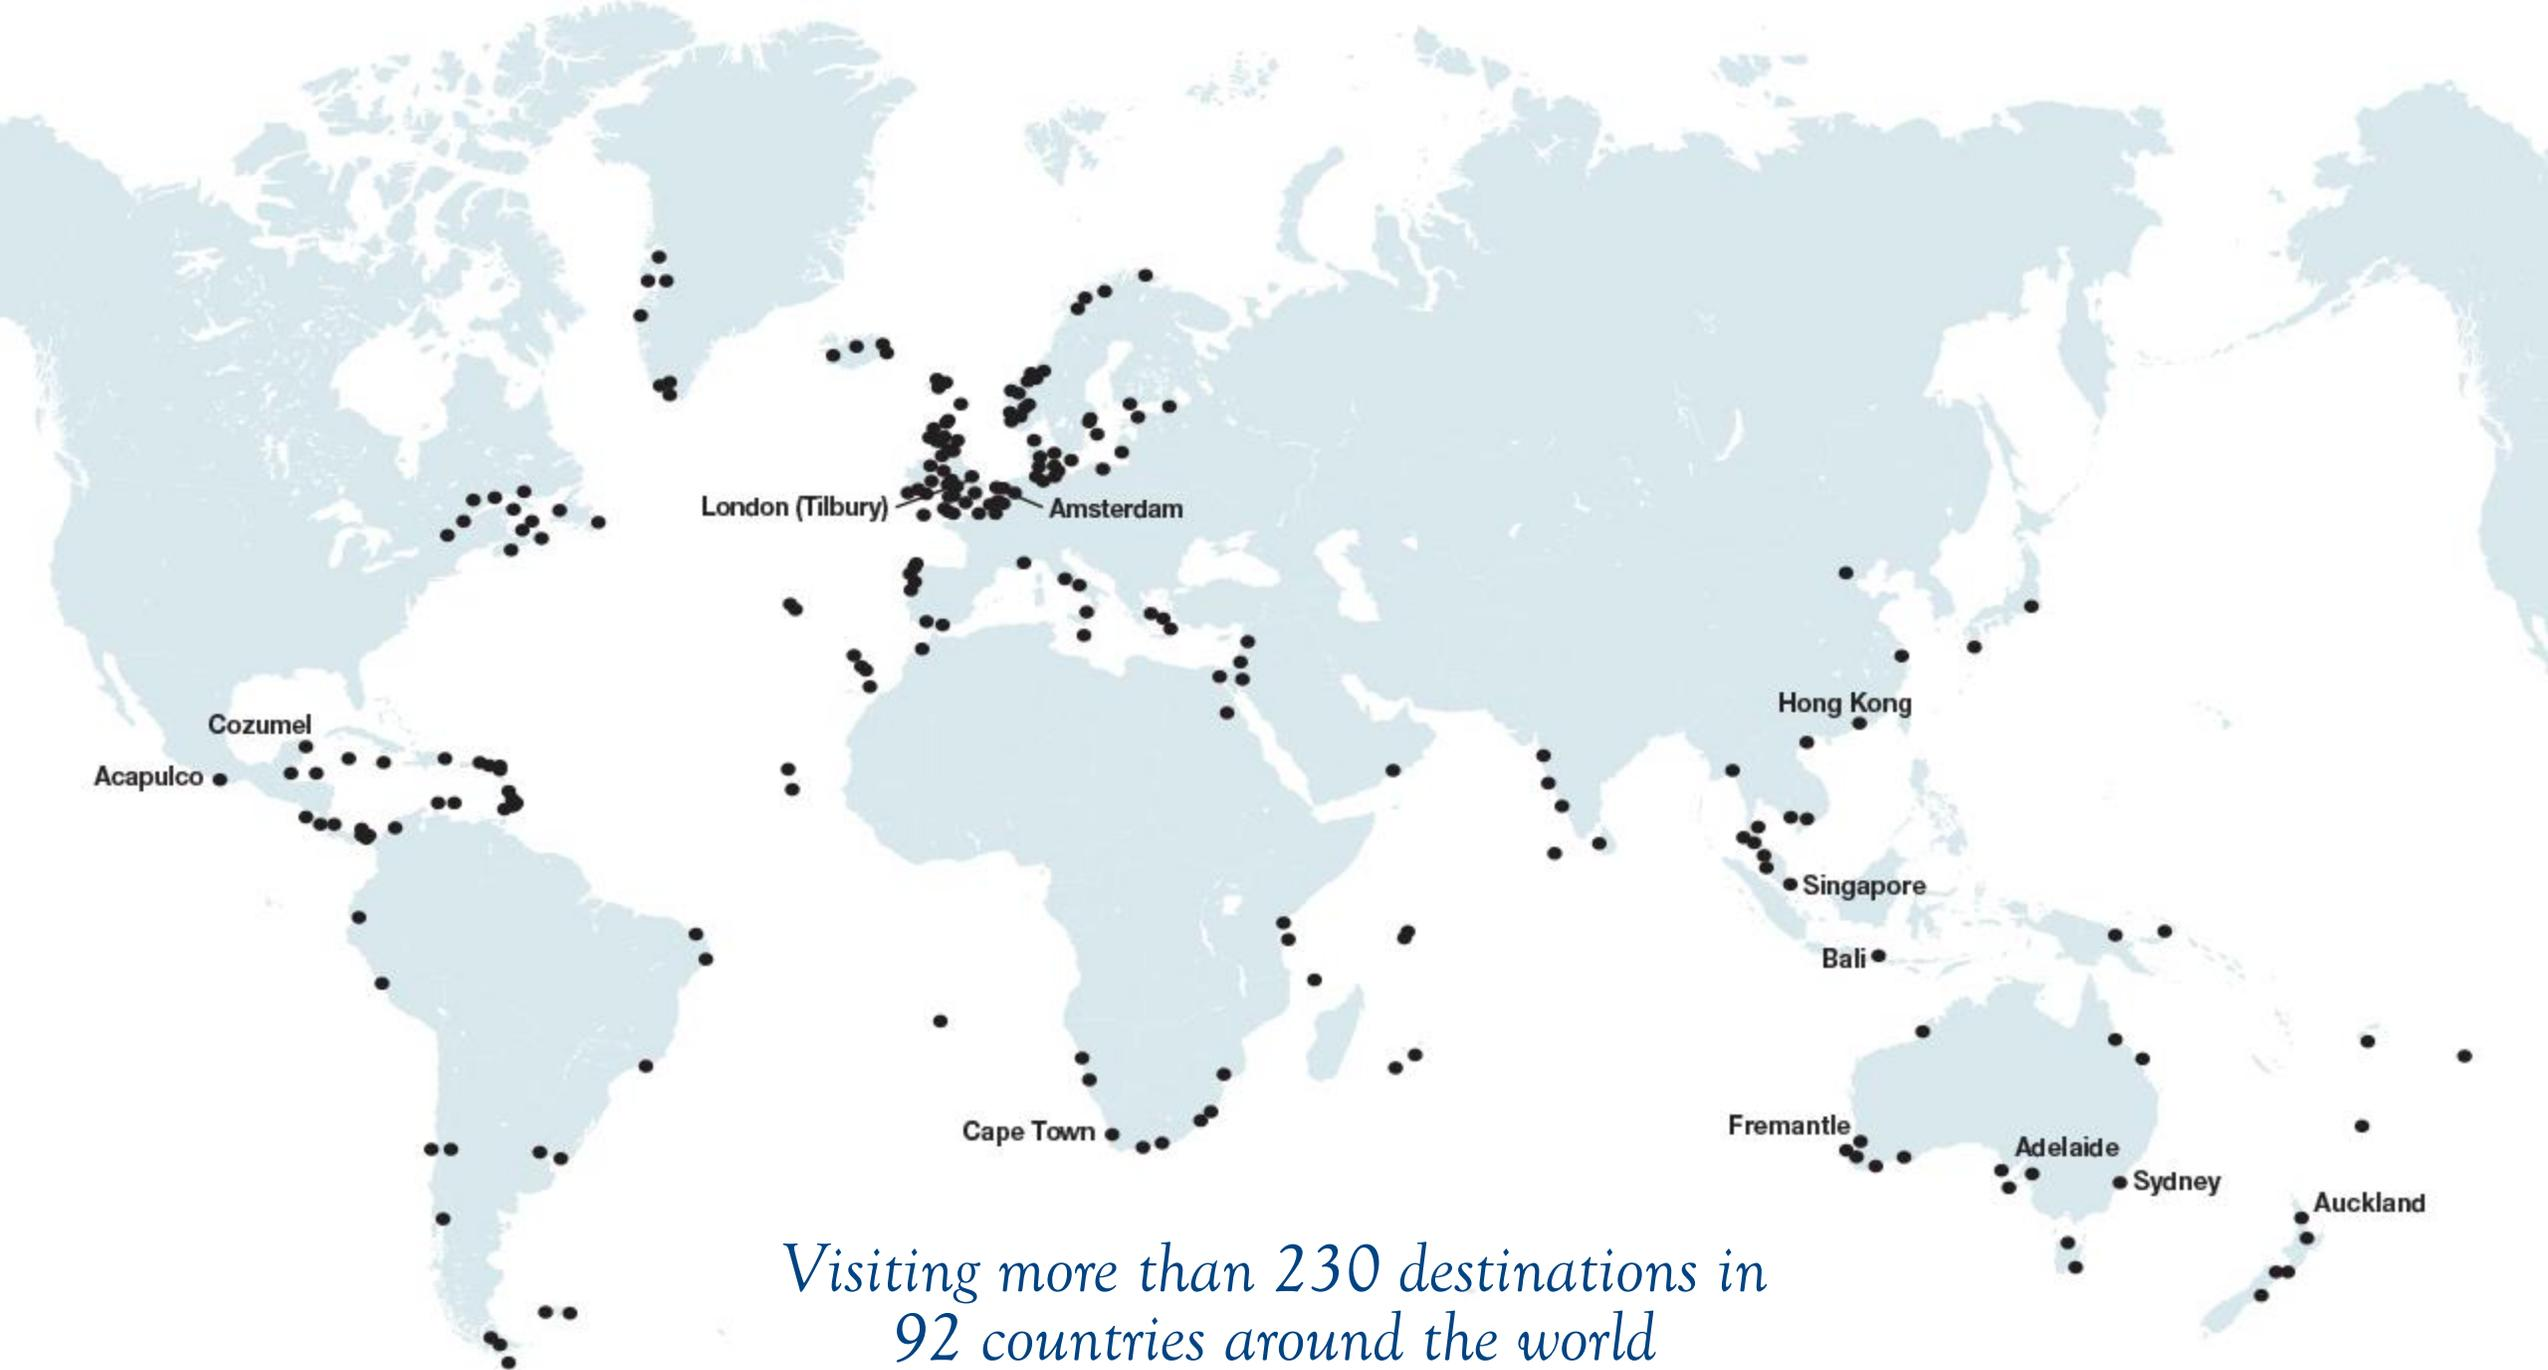 London (Tilbury)
Amsterdam
Hong Kong
Cozumel
Acapulco
Singapore
Bali
Fremantle
Cape Town
Adelaide
Sydney
Auckland
Visiting more than 230 destinations in
92 countries around the world